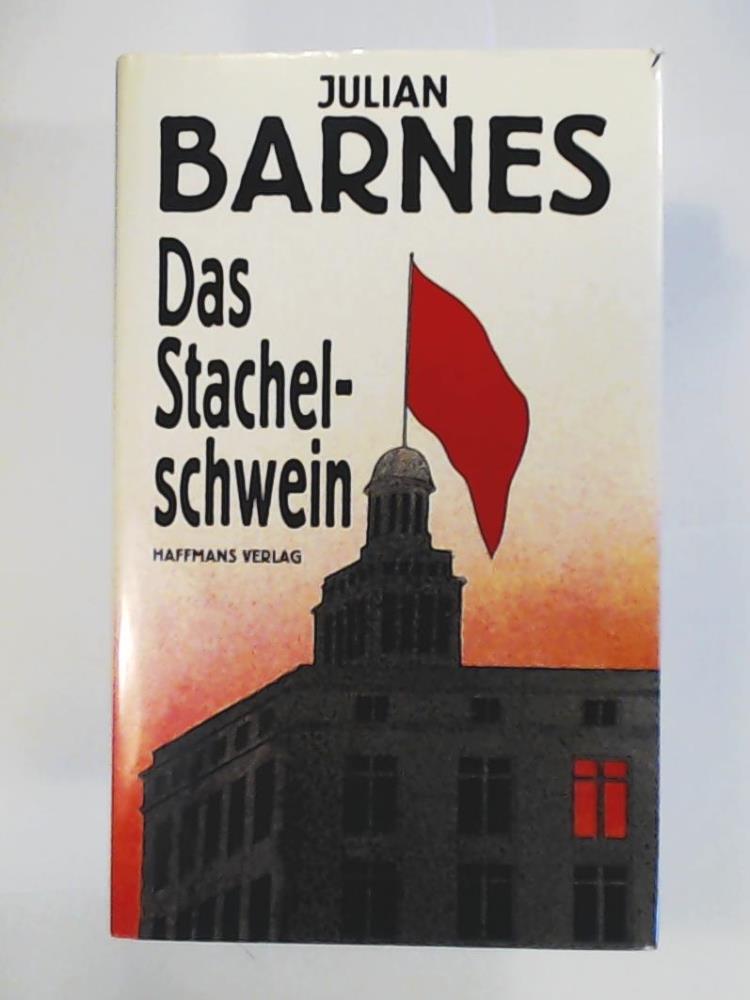 JULIAN
BARNES
Das
Stachel-
schwein
HAFFMANS VERLAG